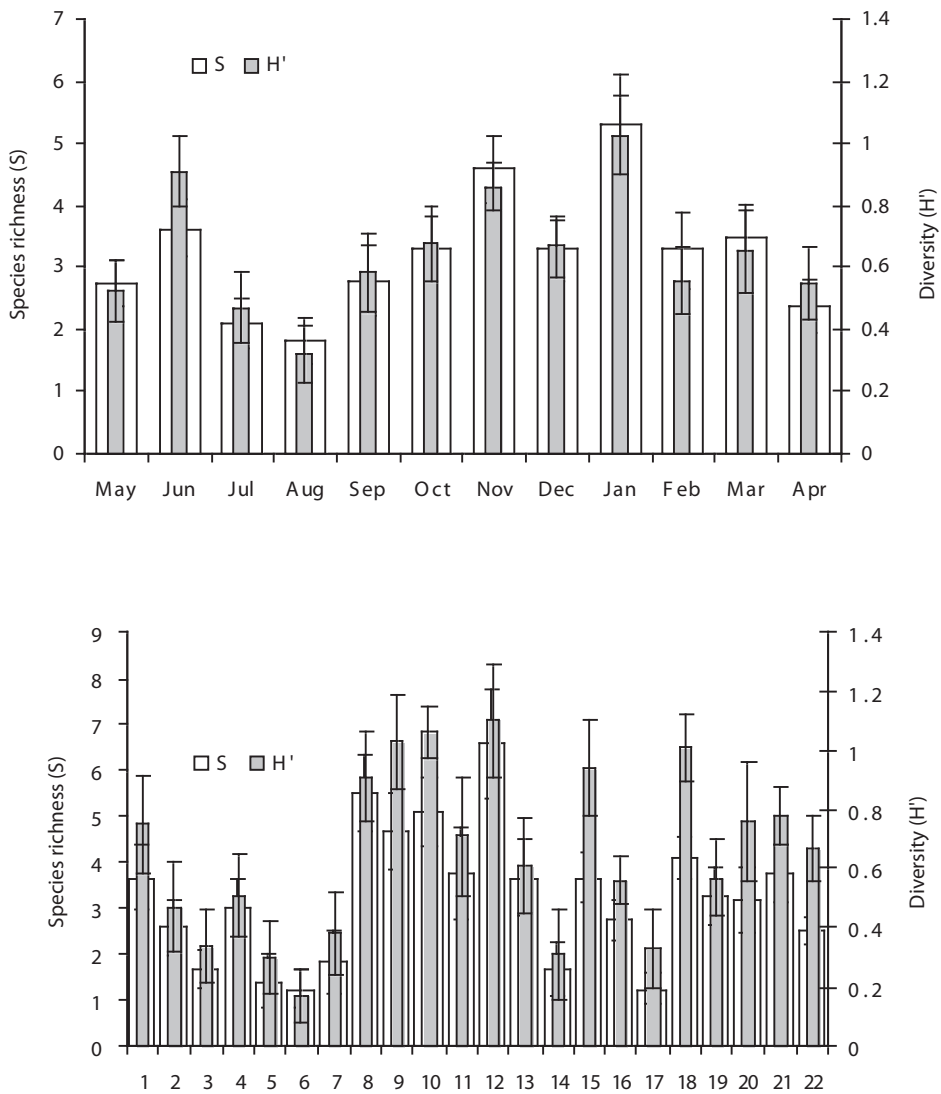 7 1.4
S H'
6 1.2
5 1
4 0.8
3 0.6
2 0.4
1 0.2
0 0
Species richness (S)
Diversity (H')
May Jun Jul Aug Sep Oct Nov Dec Jan Feb Mar Apr
9 1.4
8 1.2
7
S H'
6 1
5 0.8
4 0.6
3
2 0.4
1 0.2
0 0
Species richness (S)
Diversity (H')
1 2 3 4 5 6 7 8 9 10 11 12 13 14 15 16 17 18 19 20 21 22